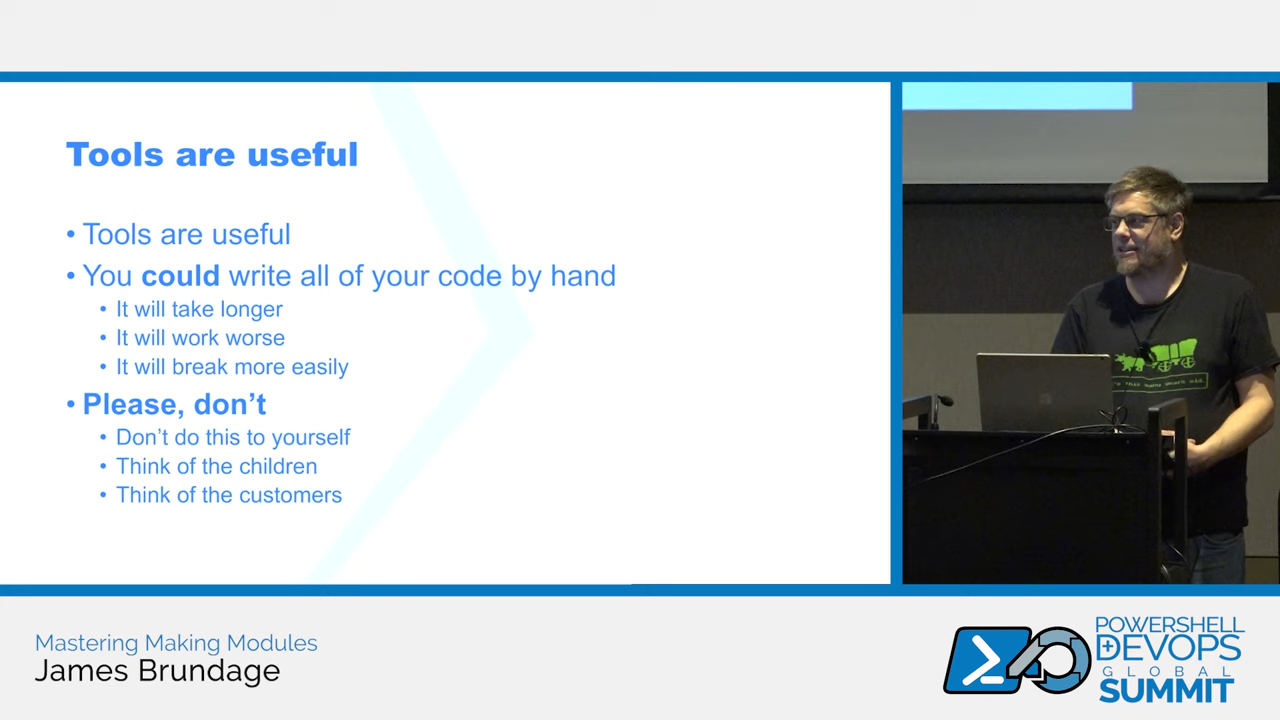 Tools are useful
• Tools are useful
• You could write all of your code by hand
• It will take longer
• It will work worse
• It will break more easily
• Please, don't
• Don't do this to yourself
• Think of the children
• Think of the customers
Mastering Making Modules
James Brundage
POWERSHELL
DEVOPS
GLOBAL
SUMMIT